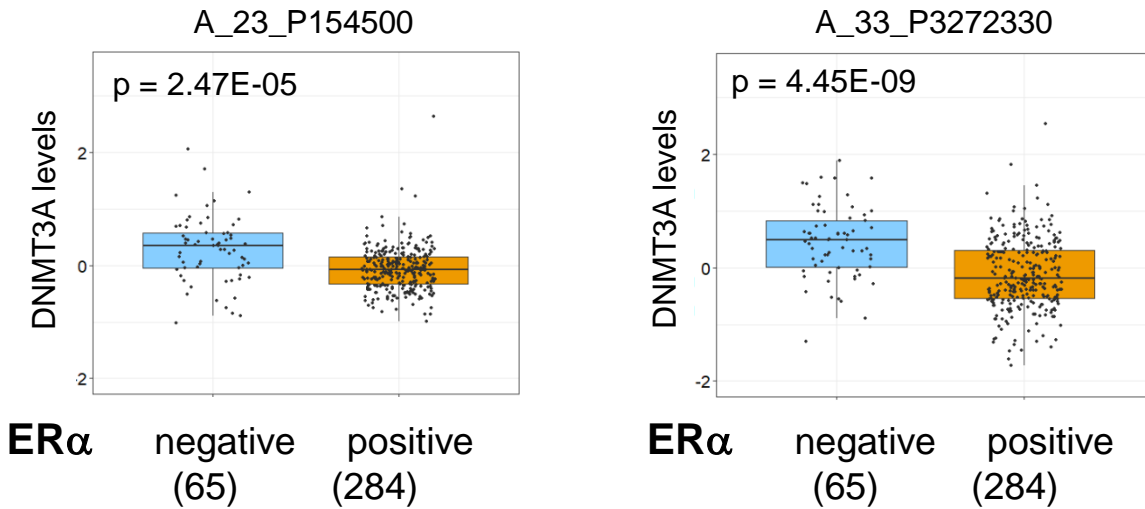 A_23_P154500
p = 2.47E-05
DNMT3A levels
2
0
-2
ERα negative positive
(65) (284)
A_33_P3272330
p = 4.45E-09
DNMT3A levels
2
0
-2
ERα negative positive
(65) (284)